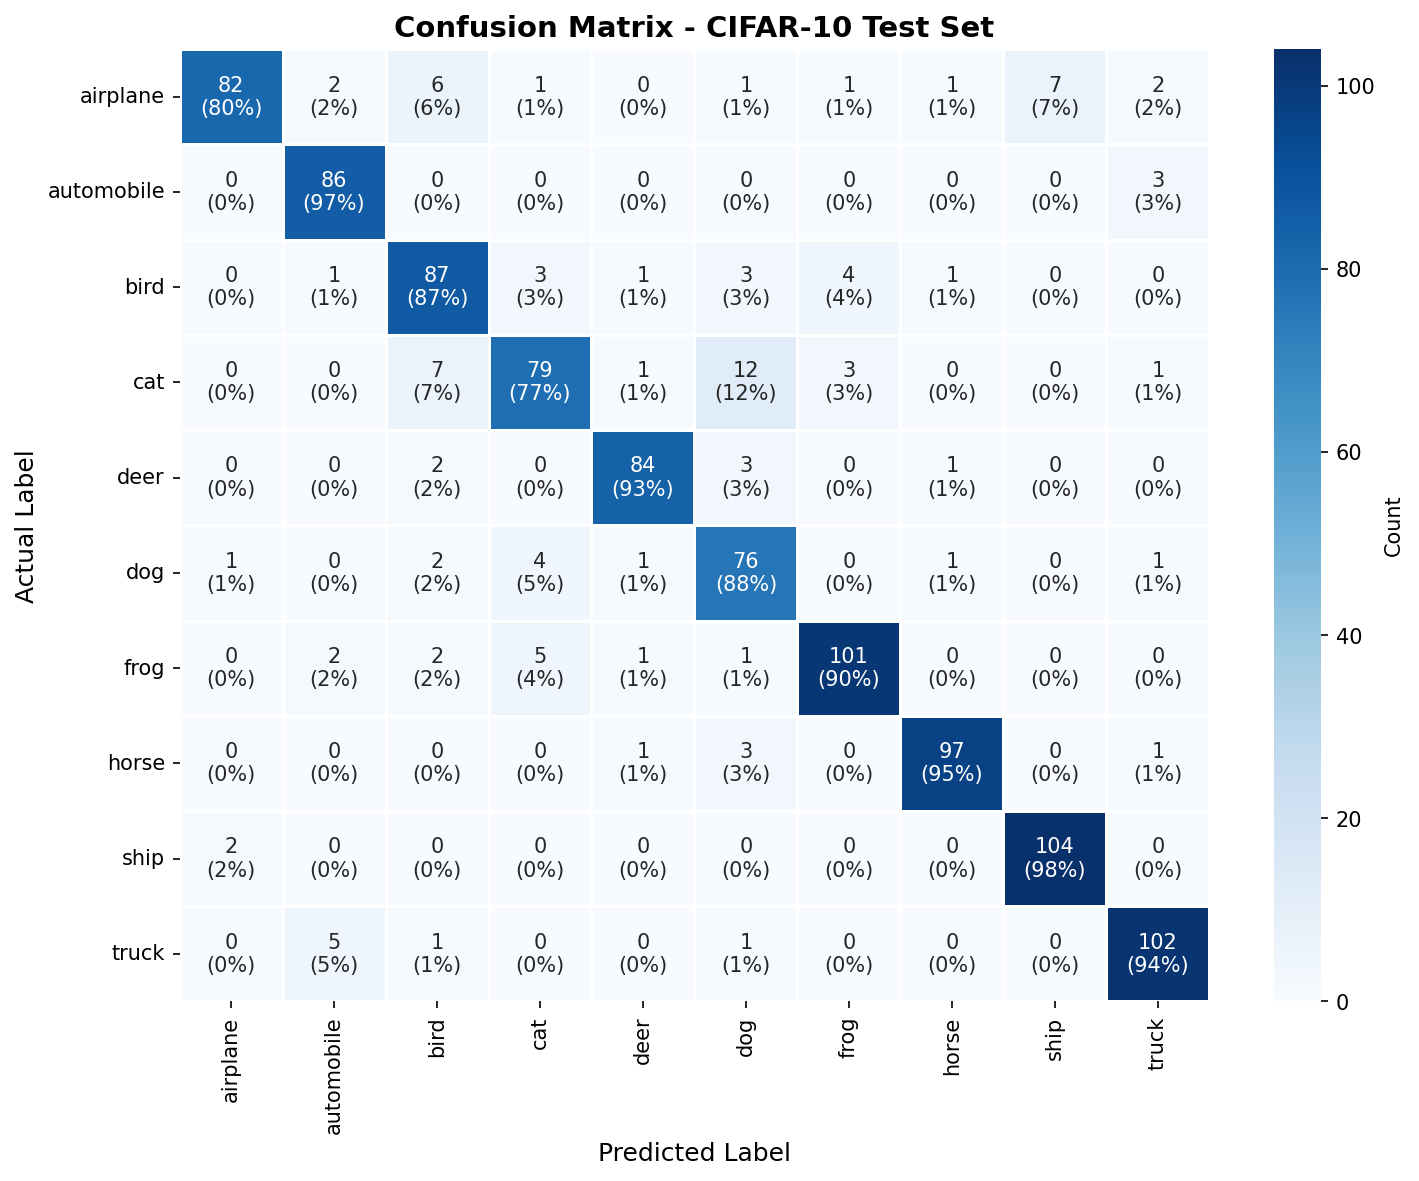 Confusion Matrix - CIFAR-10 Test Set
airplane 82 2 6 1 0 1 1 1 7 2
(80%) (2%) (6%) (1%) (0%) (1%) (1%) (1%) (7%) (2%)
automobile 0 86 0 0 0 0 0 0 0 3
(0%) (97%) (0%) (0%) (0%) (0%) (0%) (0%) (0%) (3%)
bird 0 1 87 3 1 3 4 1 0 0
(0%) (1%) (87%) (3%) (1%) (3%) (4%) (1%) (0%) (0%)
cat 0 0 7 79 1 12 3 0 0 1
(0%) (0%) (7%) (77%) (1%) (12%) (3%) (0%) (0%) (1%)
deer 0 0 2 0 84 3 0 1 0 0
(0%) (0%) (2%) (0%) (93%) (3%) (0%) (1%) (0%) (0%)
dog 1 0 2 4 1 76 0 1 0 1
(1%) (0%) (2%) (5%) (1%) (88%) (0%) (1%) (0%) (1%)
frog 0 2 2 5 1 1 101 0 0 0
(0%) (2%) (2%) (4%) (1%) (1%) (90%) (0%) (0%) (0%)
horse 0 0 0 0 1 3 0 97 0 1
(0%) (0%) (0%) (0%) (1%) (3%) (0%) (95%) (0%) (1%)
ship 2 0 0 0 0 0 0 0 104 0
(2%) (0%) (0%) (0%) (0%) (0%) (0%) (0%) (98%) (0%)
truck 0 5 1 0 0 1 0 0 0 102
(0%) (5%) (1%) (0%) (0%) (1%) (0%) (0%) (0%) (94%)
airplane automobile bird cat deer dog frog horse ship truck
Predicted Label
Actual Label
100
80
60
40
20
0
Count